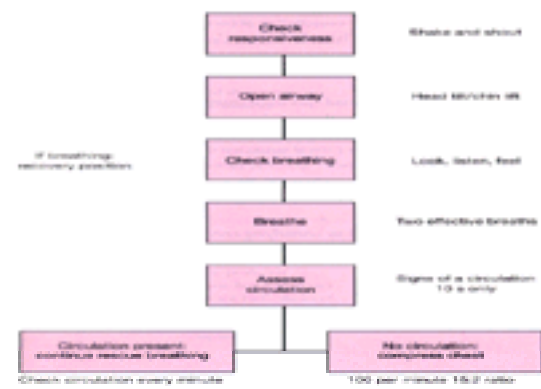 Check
responsiveness
Shake and shout
Open airway
Head tilt/chin lift
If breathing:
recovery position
Check breathing
Look, listen, feel
Breathe
Two effective breaths
Assess
circulation
Signs of a circulation
10 s only
Circulation present:
continue rescue breathing
No circulation:
compress chest
Check circulation every minute
100 per minute 15:2 ratio